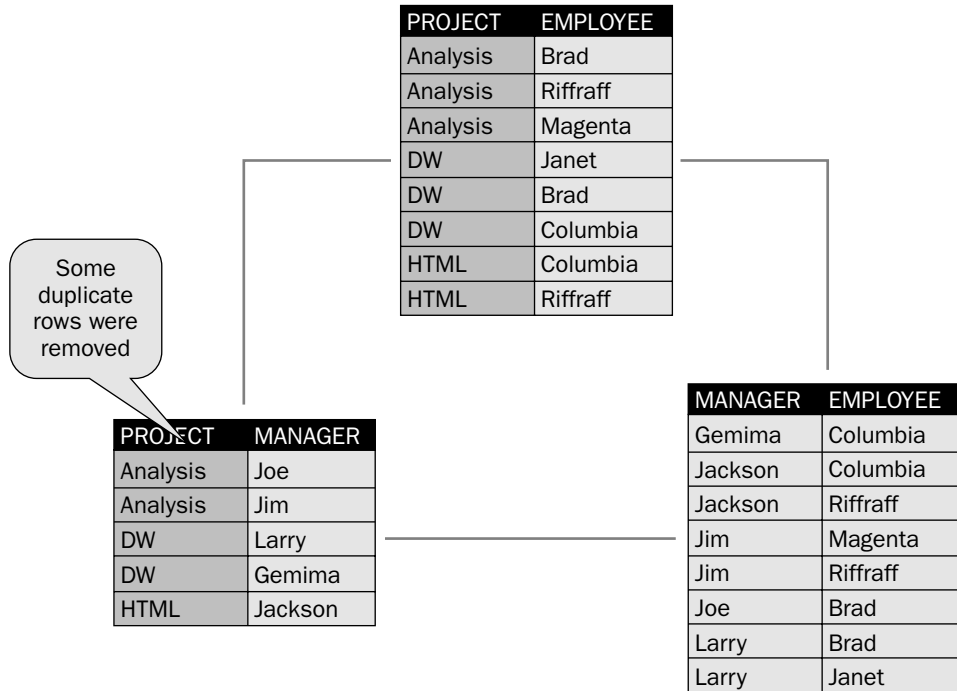 PROJECT EMPLOYEE
Analysis Brad
Analysis Riffraff
Analysis Magenta
DW Janet
DW Brad
DW Columbia
HTML Columbia
HTML Riffraff
Some
duplicate
rows were
removed
PROJECT MANAGER
Analysis Joe
Analysis Jim
DW Larry
DW Gemima
HTML Jackson
MANAGER EMPLOYEE
Gemima Columbia
Jackson Columbia
Jackson Riffraff
Jim Magenta
Jim Riffraff
Joe Brad
Larry Brad
Larry Janet